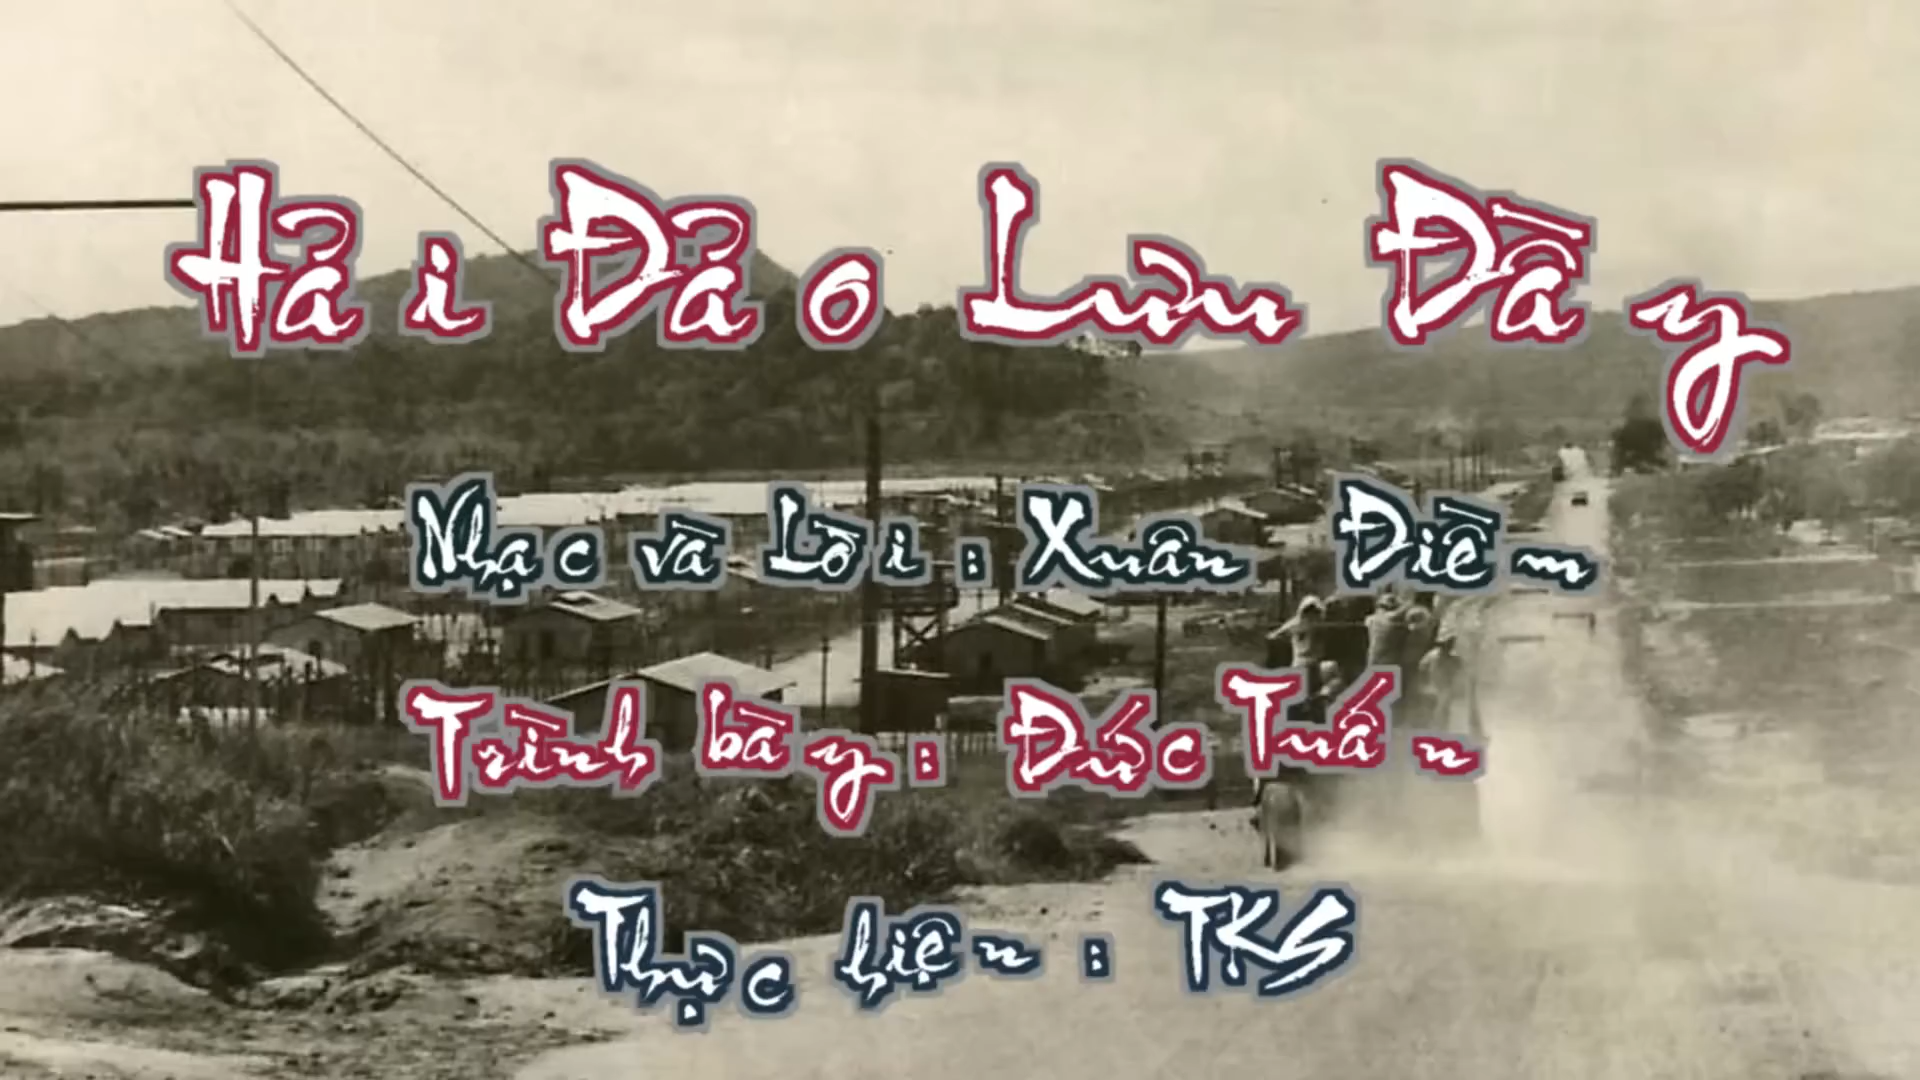 Hải Đảo Lưu Đầy
Nhạc và Lời : Xuân Điềm
Trình bày : Đức Tuấn
Thực hiện : TKS